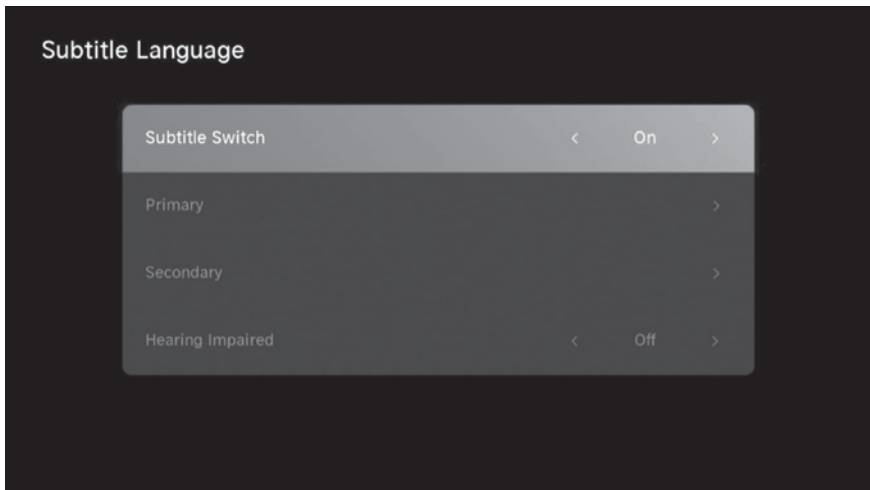 Subtitle Language
Subtitle Switch < On >
Primary >
Secondary >
Hearing Impaired < Off >